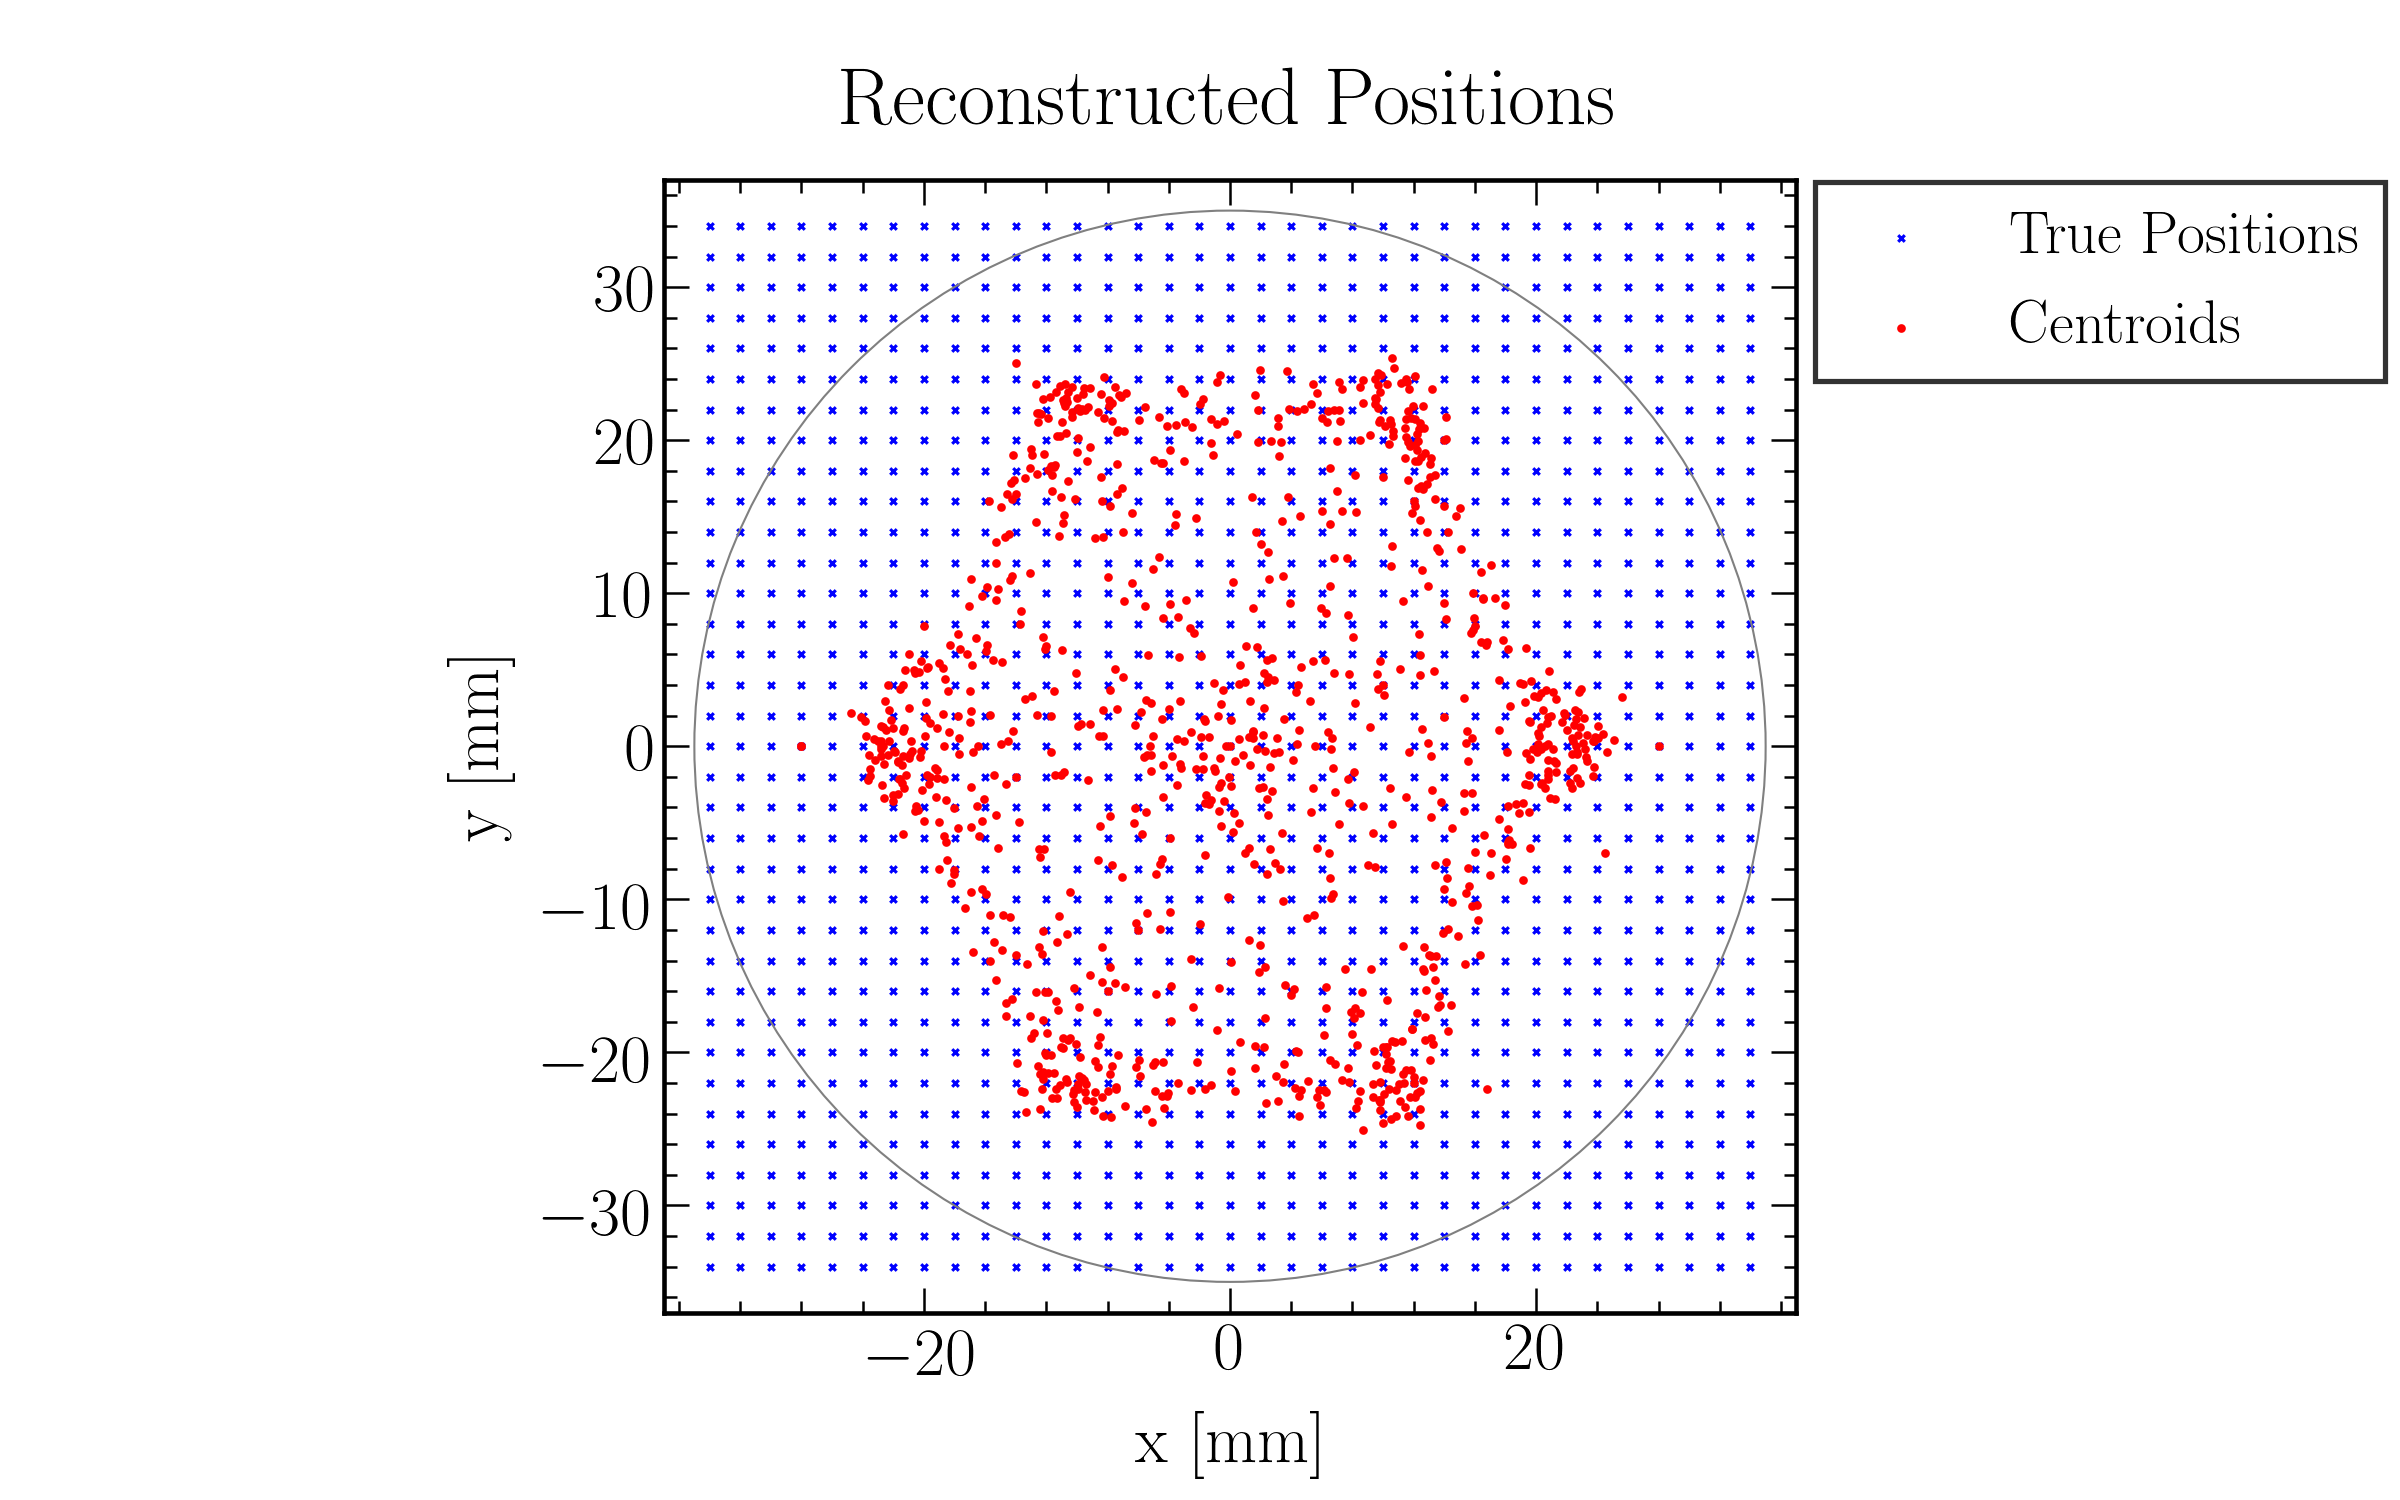 Reconstructed Positions
True Positions
Centroids
30
20
10
0
−10
−20
−30
y [mm]
−20 0 20
x [mm]